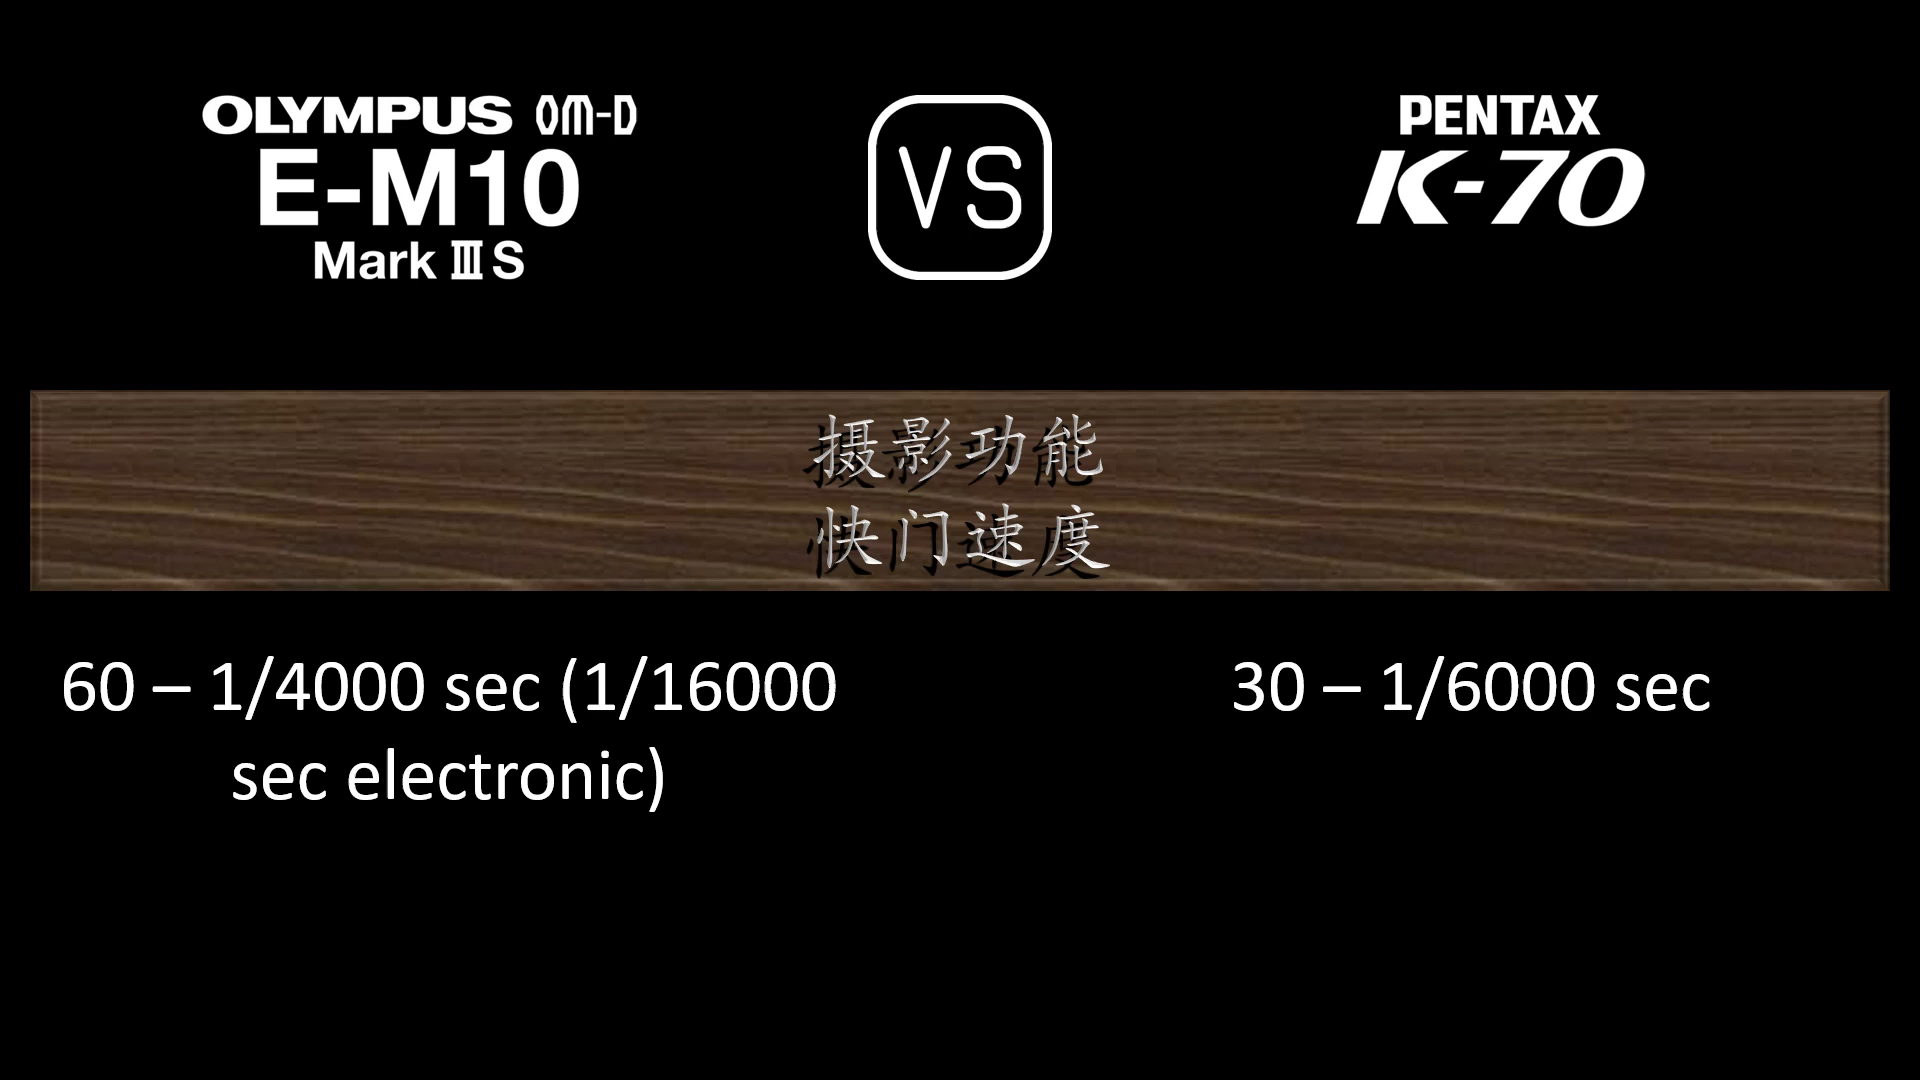 OLYMPUS OM-D
E-M10
Mark III S
VS
PENTAX
K-70
摄影功能
快门速度
60 – 1/4000 sec (1/16000
sec electronic)
30 – 1/6000 sec